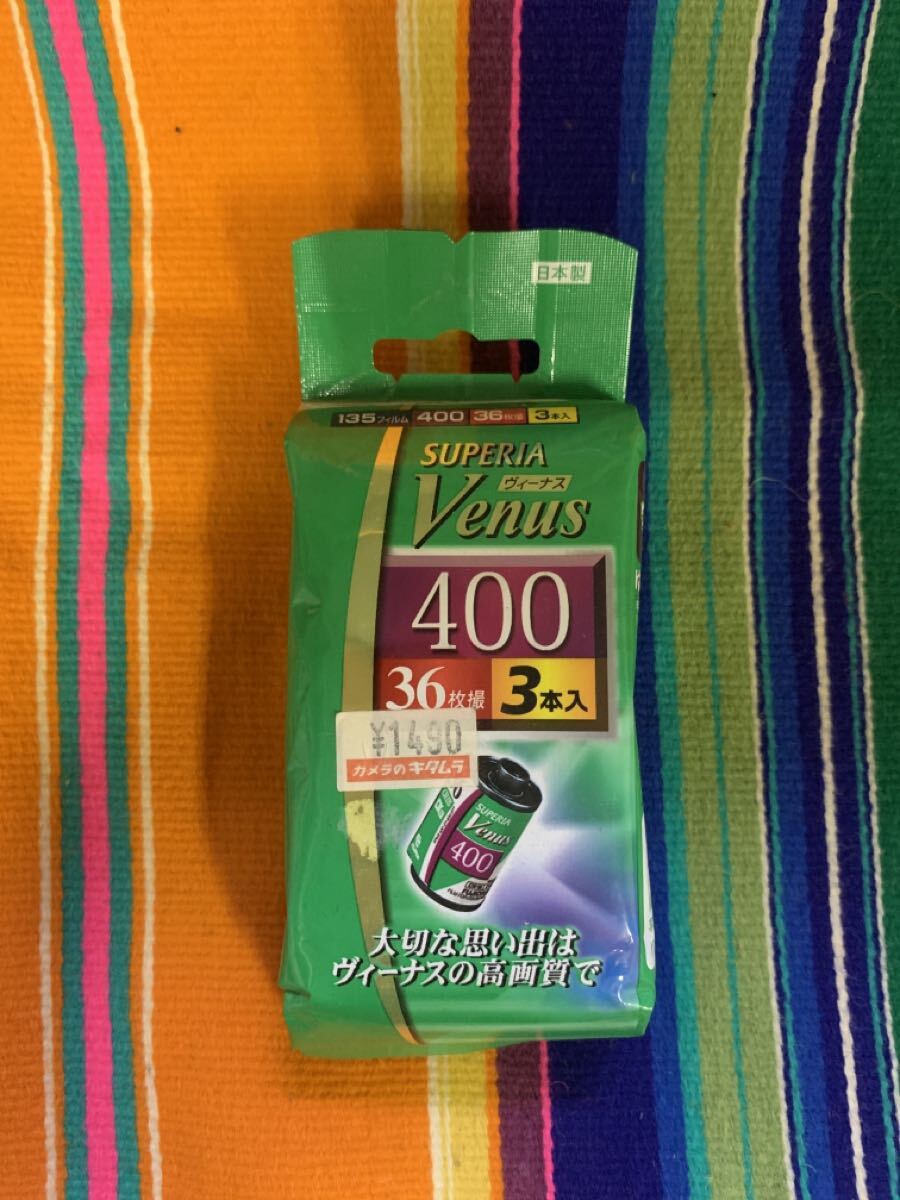 日本製
135フィルム 400 36枚撮 3本入
SUPERIA
ヴィーナス
Venus
400
36枚撮 3本入
¥1490
カメラのキタムラ
SUPERIA
Venus
400
大切な思い出は
ヴィーナスの高画質で